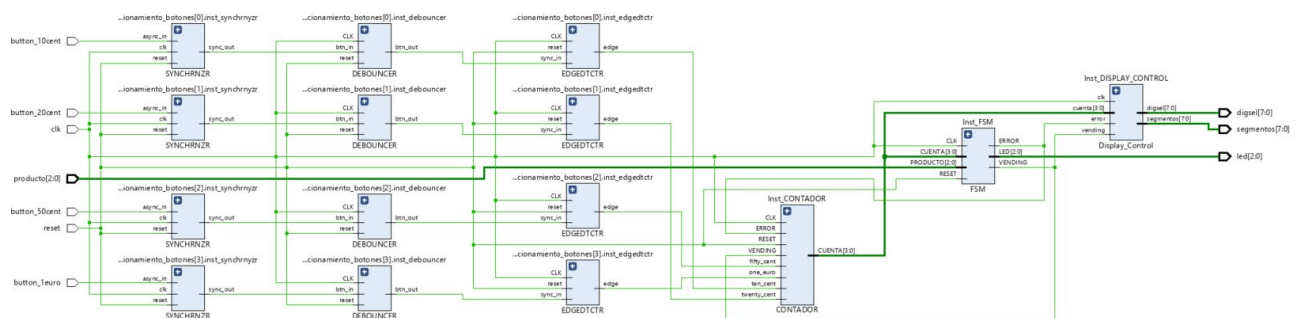 ...cionamiento_botones[0].inst_synchrnyzr
...cionamiento_botones[0].inst_debouncer
...cionamiento_botones[0].inst_edgedtctr
button_10cent
async_in
clk
reset
sync_out
SYNCHRNZR
CLK
btn_in
reset
btn_out
DEBOUNCER
CLK
reset
sync_in
edge
EDGEDTCTR
...cionamiento_botones[1].inst_synchrnyzr
...cionamiento_botones[1].inst_debouncer
...cionamiento_botones[1].inst_edgedtctr
button_20cent
clk
async_in
clk
reset
sync_out
SYNCHRNZR
CLK
btn_in
reset
btn_out
DEBOUNCER
CLK
reset
sync_in
edge
EDGEDTCTR
producto[2:0]
...cionamiento_botones[2].inst_synchrnyzr
...cionamiento_botones[2].inst_debouncer
...cionamiento_botones[2].inst_edgedtctr
button_50cent
reset
async_in
clk
reset
sync_out
SYNCHRNZR
CLK
btn_in
reset
btn_out
DEBOUNCER
CLK
reset
sync_in
edge
EDGEDTCTR
...cionamiento_botones[3].inst_synchrnyzr
...cionamiento_botones[3].inst_debouncer
...cionamiento_botones[3].inst_edgedtctr
button_1euro
async_in
clk
reset
sync_out
SYNCHRNZR
CLK
btn_in
reset
btn_out
DEBOUNCER
CLK
reset
sync_in
edge
EDGEDTCTR
Inst_CONTADOR
CLK
ERROR
RESET
VENDING
fifty_cent
one_euro
ten_cent
twenty_cent
CUENTA[3:0]
CONTADOR
Inst_FSM
CLK
CUENTA[3:0]
PRODUCTO[2:0]
RESET
ERROR
LED[2:0]
VENDING
FSM
Inst_DISPLAY_CONTROL
clk
cuenta[3:0]
error
vending
digsel[7:0]
segmentos[7:0]
Display_Control
digsel[7:0]
segmentos[7:0]
led[2:0]